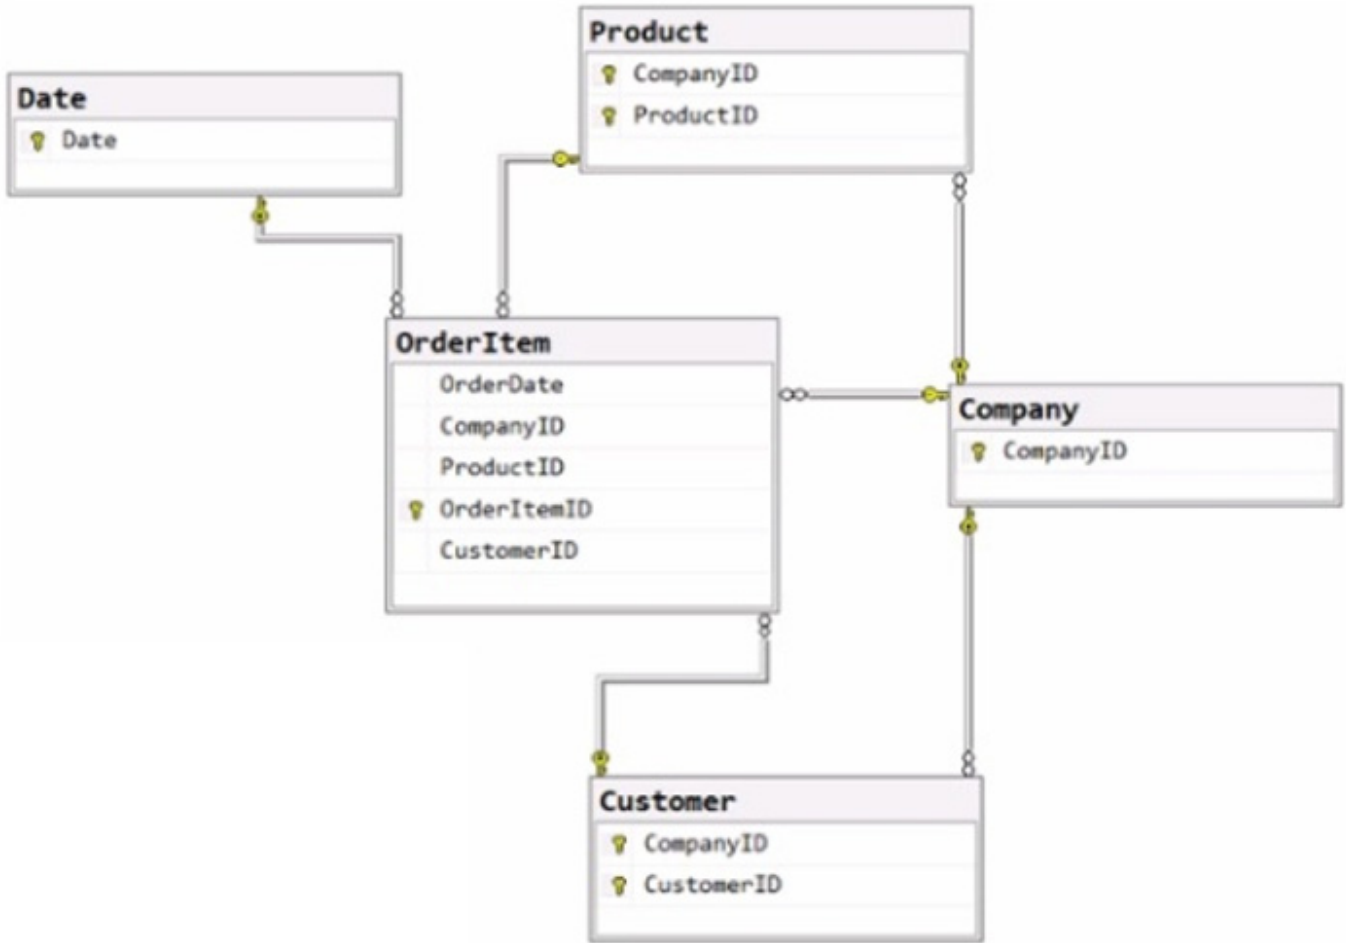 Product
CompanyID
ProductID
Date
Date
OrderItem
OrderDate
CompanyID
ProductID
OrderItemID
CustomerID
Company
CompanyID
Customer
CompanyID
CustomerID